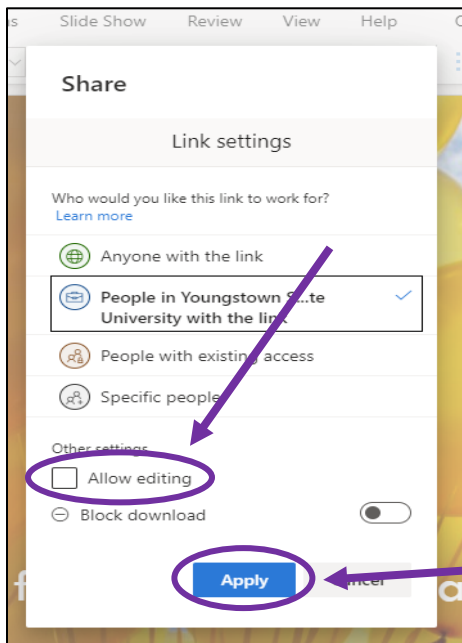 Slide Show Review View Help
Share
Link settings
Who would you like this link to work for?
Learn more
Anyone with the link
People in Youngstown S...te
University with the link
People with existing access
Specific people
Other settings
Allow editing
Block download
Apply